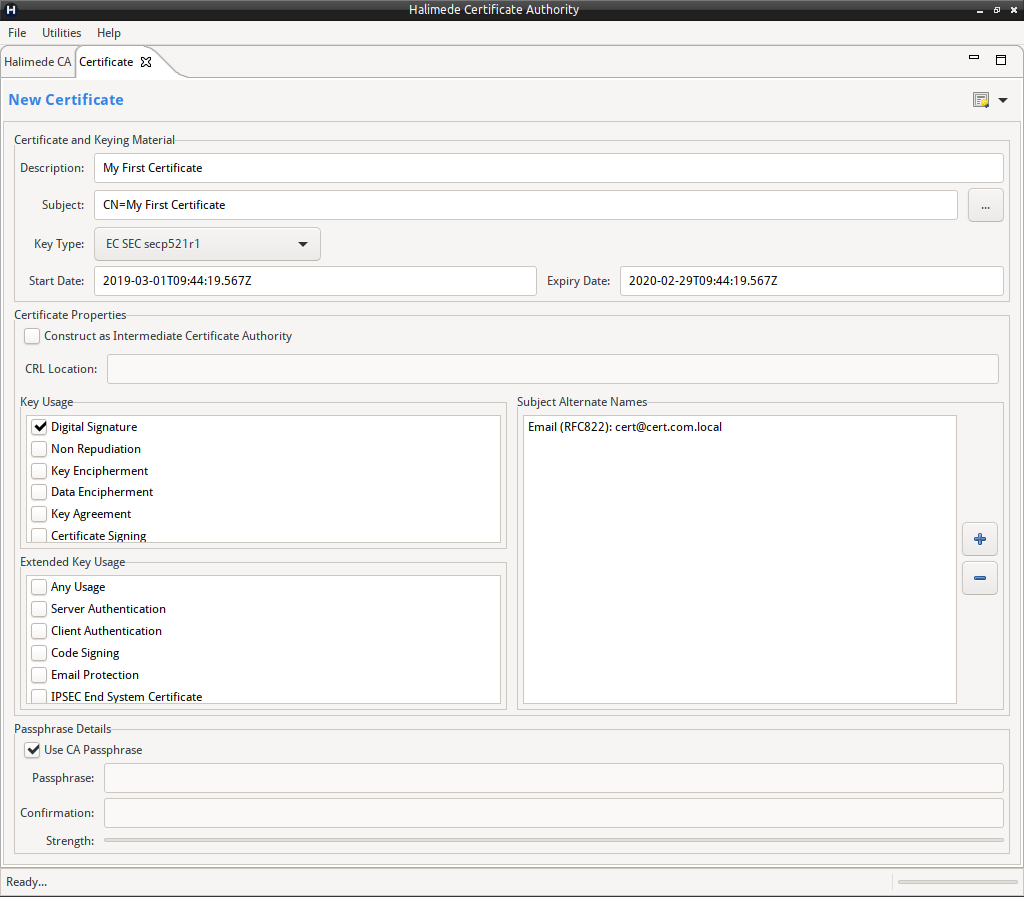 H Halimede Certificate Authority
File Utilities Help
Halimede CA Certificate
New Certificate
Certificate and Keying Material
Description: My First Certificate
Subject: CN=My First Certificate ...
Key Type: EC SEC secp521r1
Start Date: 2019-03-01T09:44:19.567Z Expiry Date: 2020-02-29T09:44:19.567Z
Certificate Properties
Construct as Intermediate Certificate Authority
CRL Location:
Key Usage
Digital Signature
Non Repudiation
Key Encipherment
Data Encipherment
Key Agreement
Certificate Signing
Extended Key Usage
Any Usage
Server Authentication
Client Authentication
Code Signing
Email Protection
IPSEC End System Certificate
Subject Alternate Names
Email (RFC822): cert@cert.com.local
Passphrase Details
Use CA Passphrase
Passphrase:
Confirmation:
Strength:
Ready...